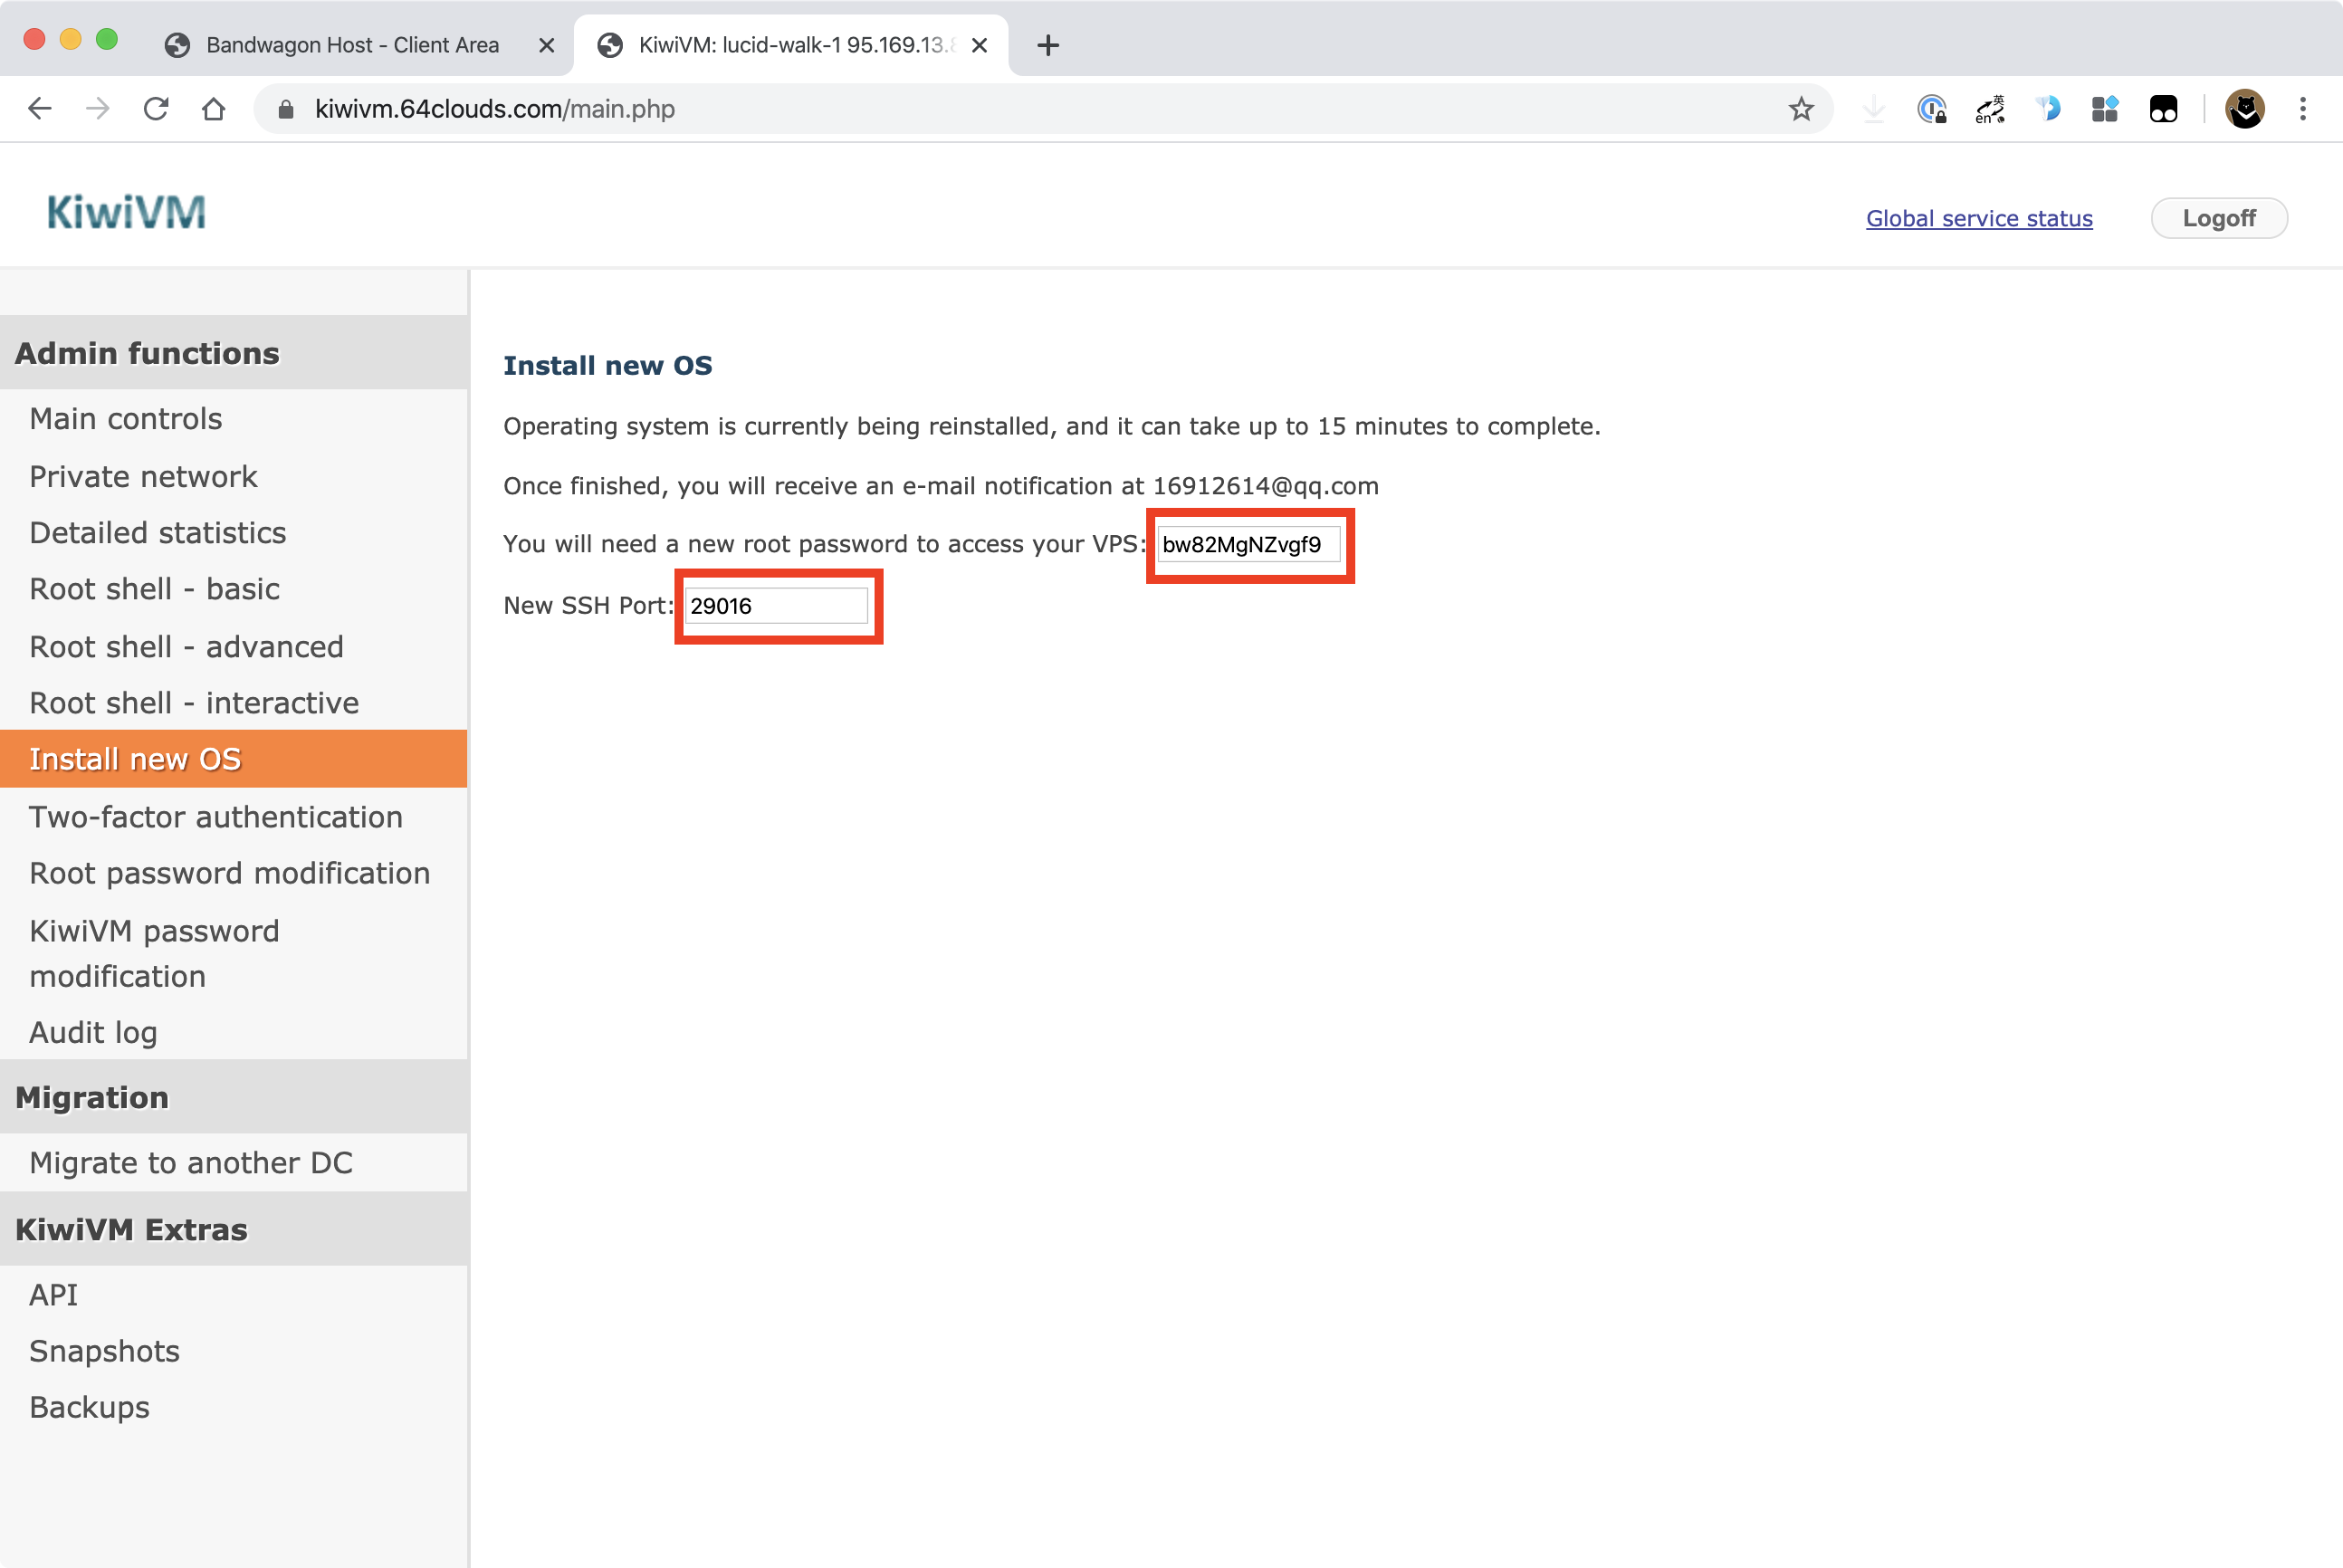 Bandwagon Host - Client Area
KiwiVM: lucid-walk-1 95.169.13.
kiwivm.64clouds.com/main.php
英
en
KiwiVM
Global service status
Logoff
Admin functions
Main controls
Private network
Detailed statistics
Root shell - basic
Root shell - advanced
Root shell - interactive
Install new OS
Two-factor authentication
Root password modification
KiwiVM password
modification
Audit log
Migration
Migrate to another DC
KiwiVM Extras
API
Snapshots
Backups
Install new OS
Operating system is currently being reinstalled, and it can take up to 15 minutes to complete.
Once finished, you will receive an e-mail notification at 16912614@qq.com
You will need a new root password to access your VPS: bw82MgNZvgf9
New SSH Port: 29016